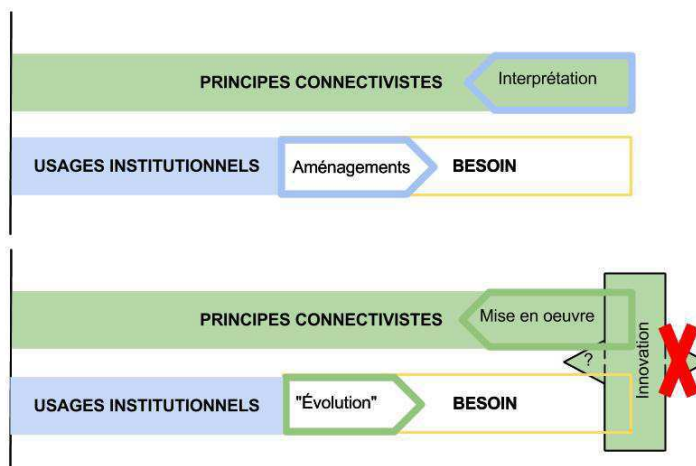 PRINCIPES CONNECTIVISTES Interprétation
USAGES INSTITUTIONNELS Aménagements BESOIN
PRINCIPES CONNECTIVISTES Mise en oeuvre
?
Innovation
USAGES INSTITUTIONNELS "Évolution" BESOIN